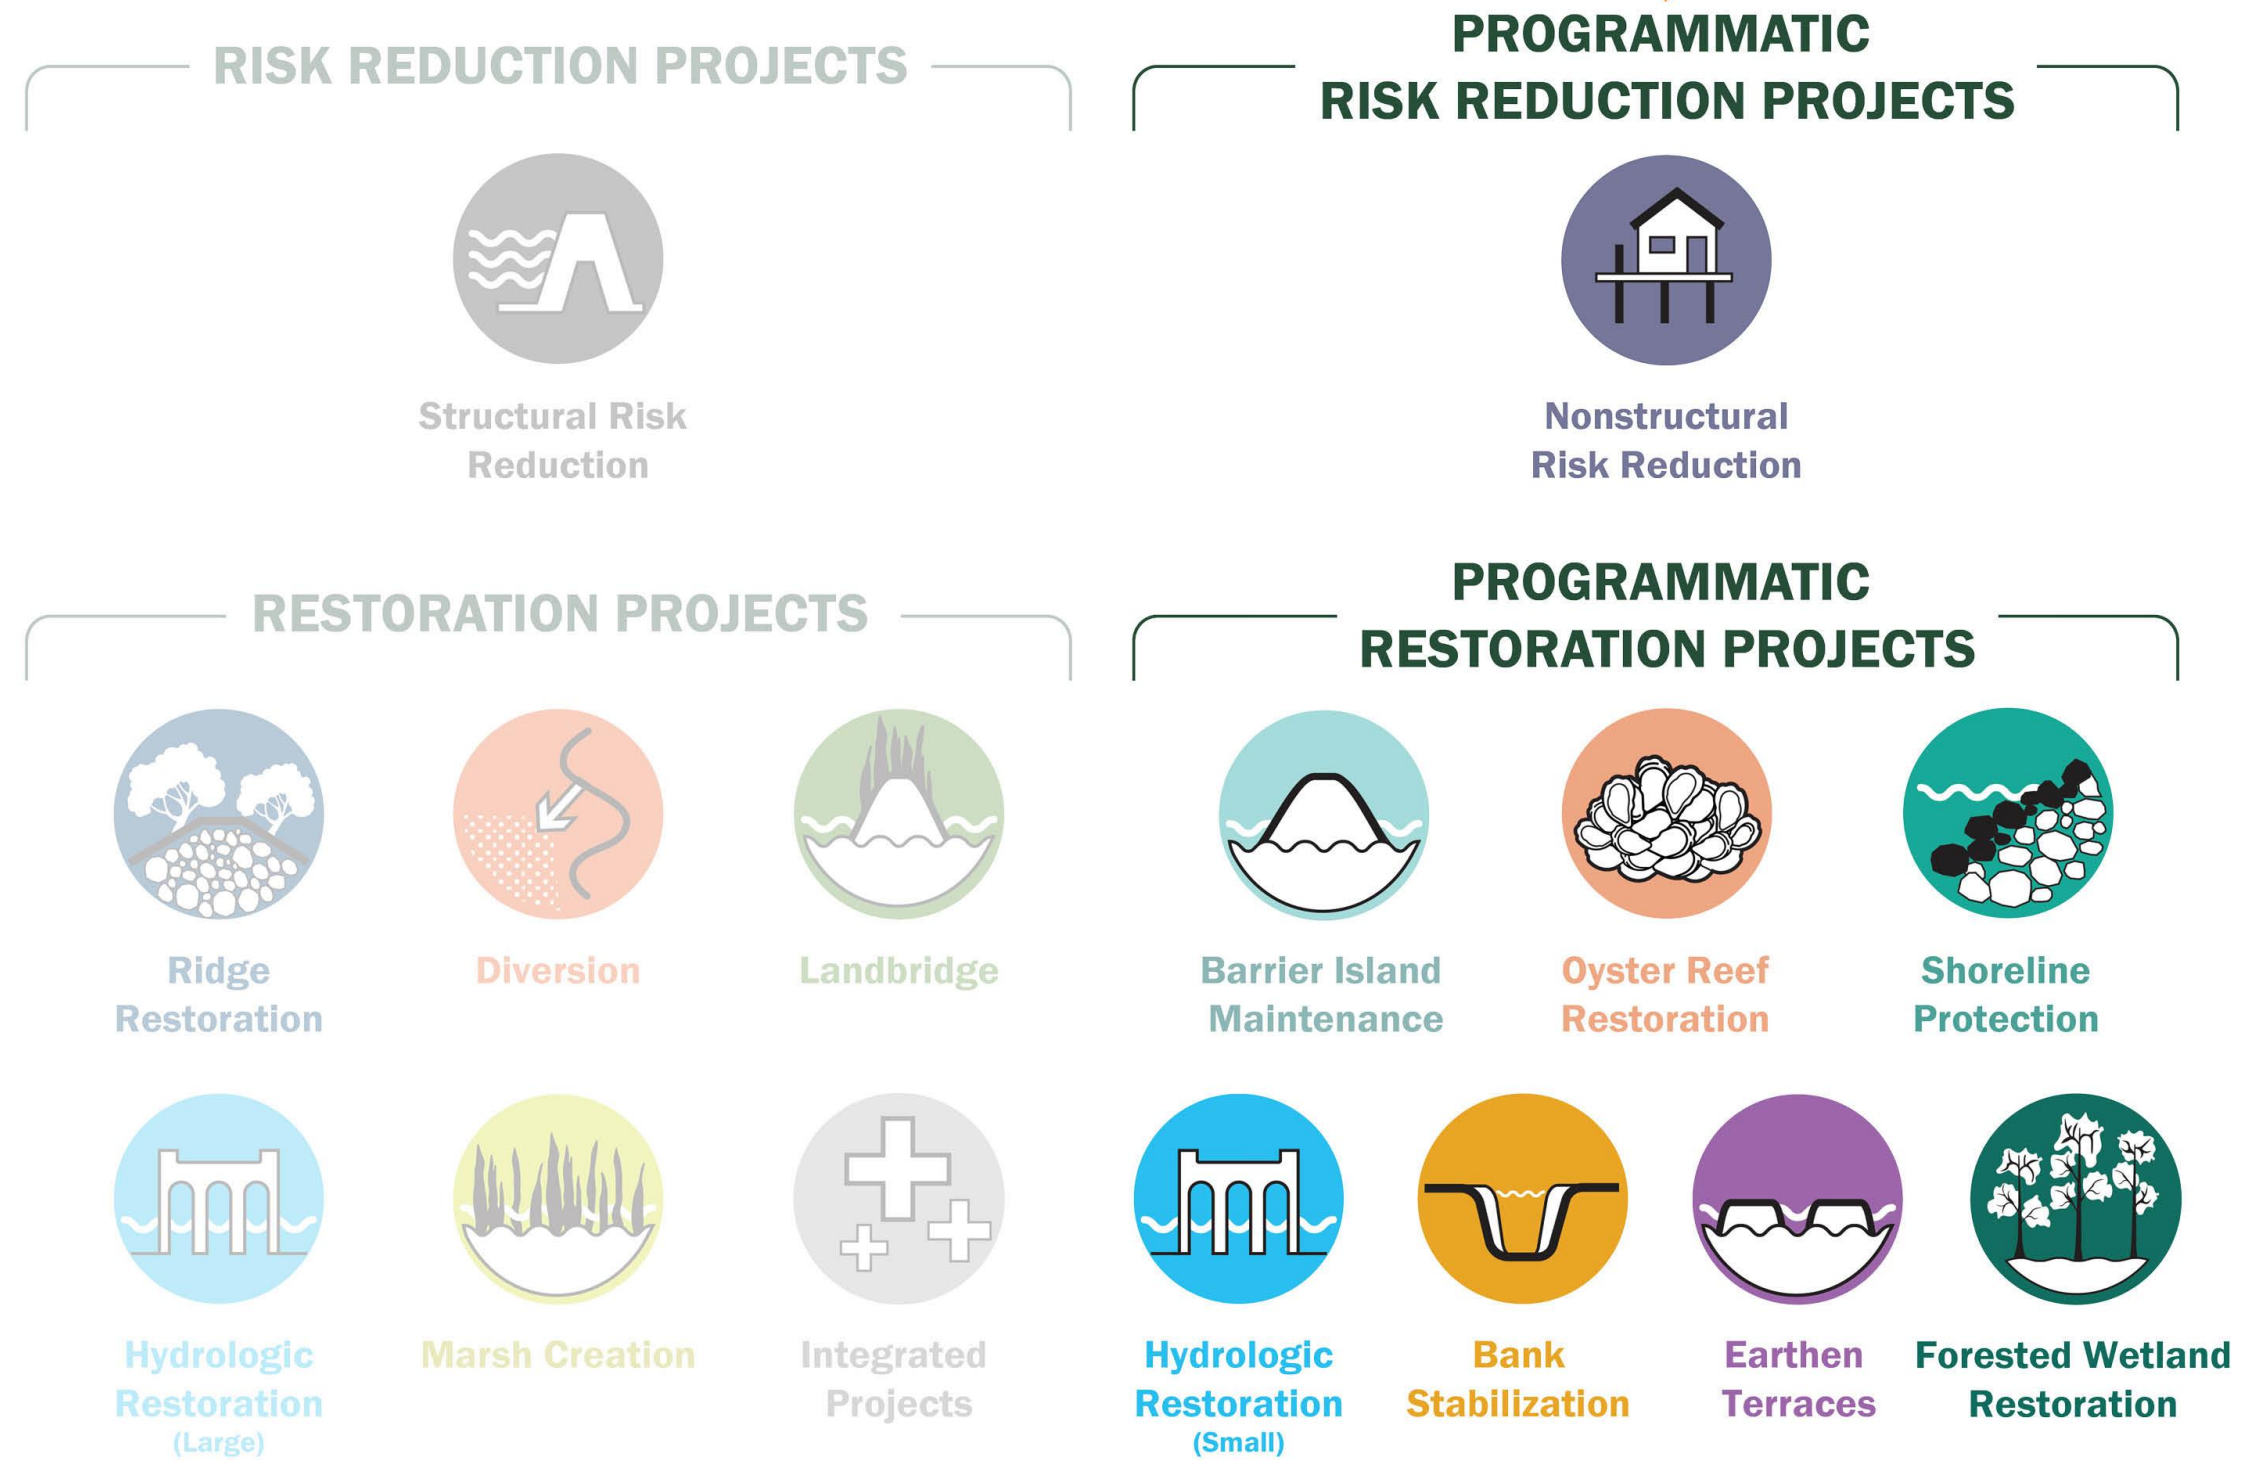 RISK REDUCTION PROJECTS
Structural Risk
Reduction
PROGRAMMATIC
RISK REDUCTION PROJECTS
Nonstructural
Risk Reduction
RESTORATION PROJECTS
Ridge
Restoration
Diversion
Landbridge
Hydrologic
Restoration
(Large)
Marsh Creation
Integrated
Projects
PROGRAMMATIC
RESTORATION PROJECTS
Barrier Island
Maintenance
Oyster Reef
Restoration
Shoreline
Protection
Hydrologic
Restoration
(Small)
Bank
Stabilization
Earthen
Terraces
Forested Wetland
Restoration